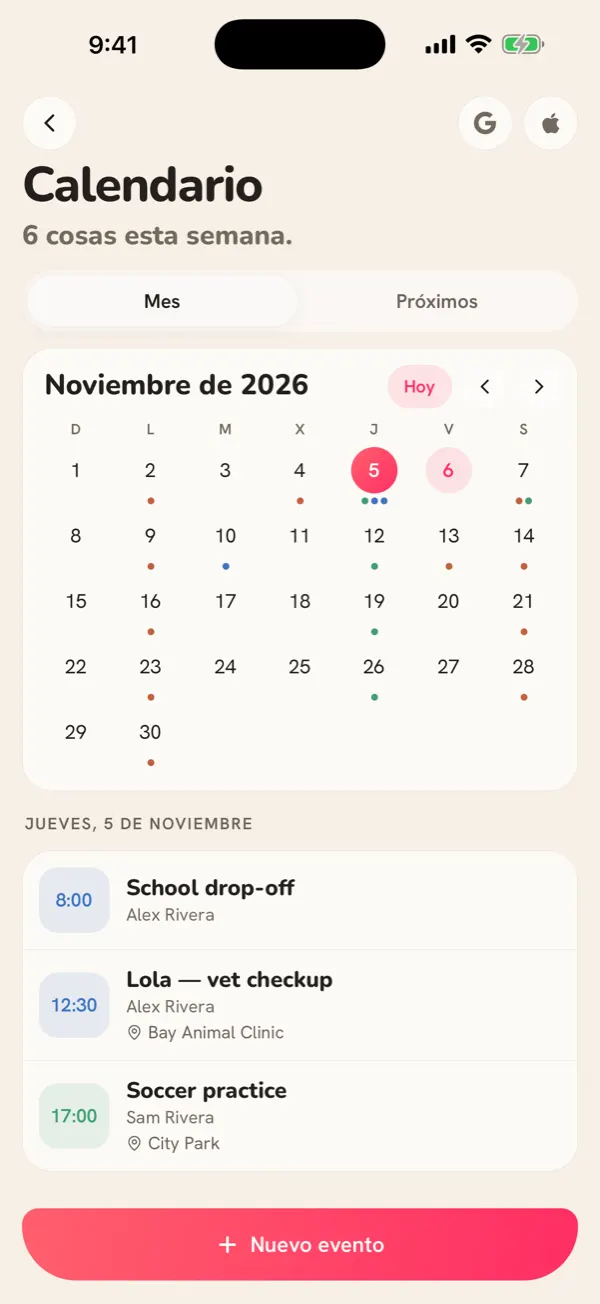 9:41
G
Calendario
6 cosas esta semana.
Mes Próximos
Noviembre de 2026 Hoy
D L M X J V S
1 2 3 4 5 6 7
8 9 10 11 12 13 14
15 16 17 18 19 20 21
22 23 24 25 26 27 28
29 30
JUEVES, 5 DE NOVIEMBRE
8:00 School drop-off
Alex Rivera
12:30 Lola — vet checkup
Alex Rivera
Bay Animal Clinic
17:00 Soccer practice
Sam Rivera
City Park
+ Nuevo evento